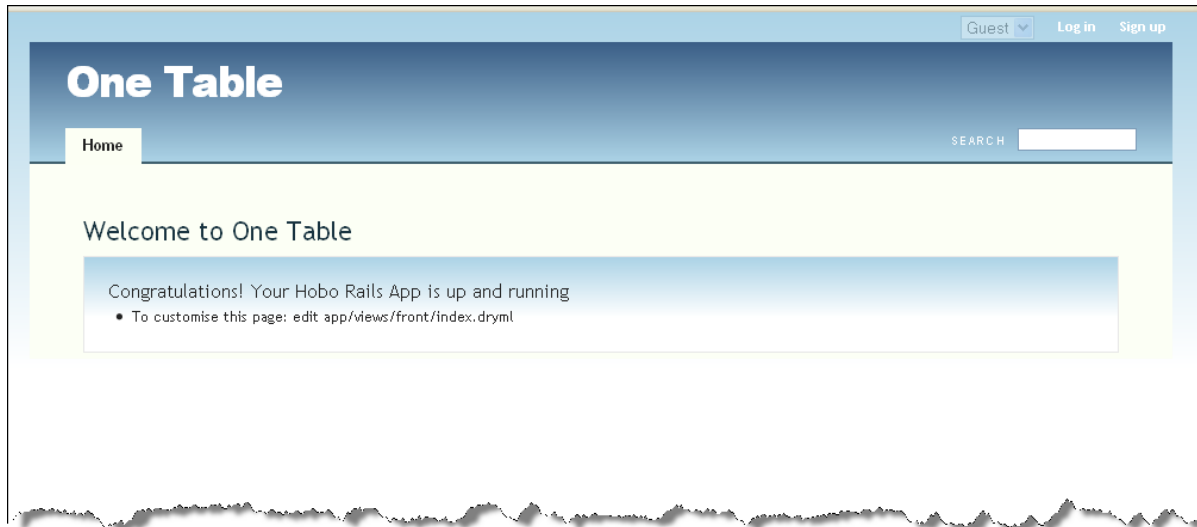 Guest Log in Sign up
One Table
Home
SEARCH
Welcome to One Table
Congratulations! Your Hobo Rails App is up and running
• To customise this page: edit app/views/front/index.dryml